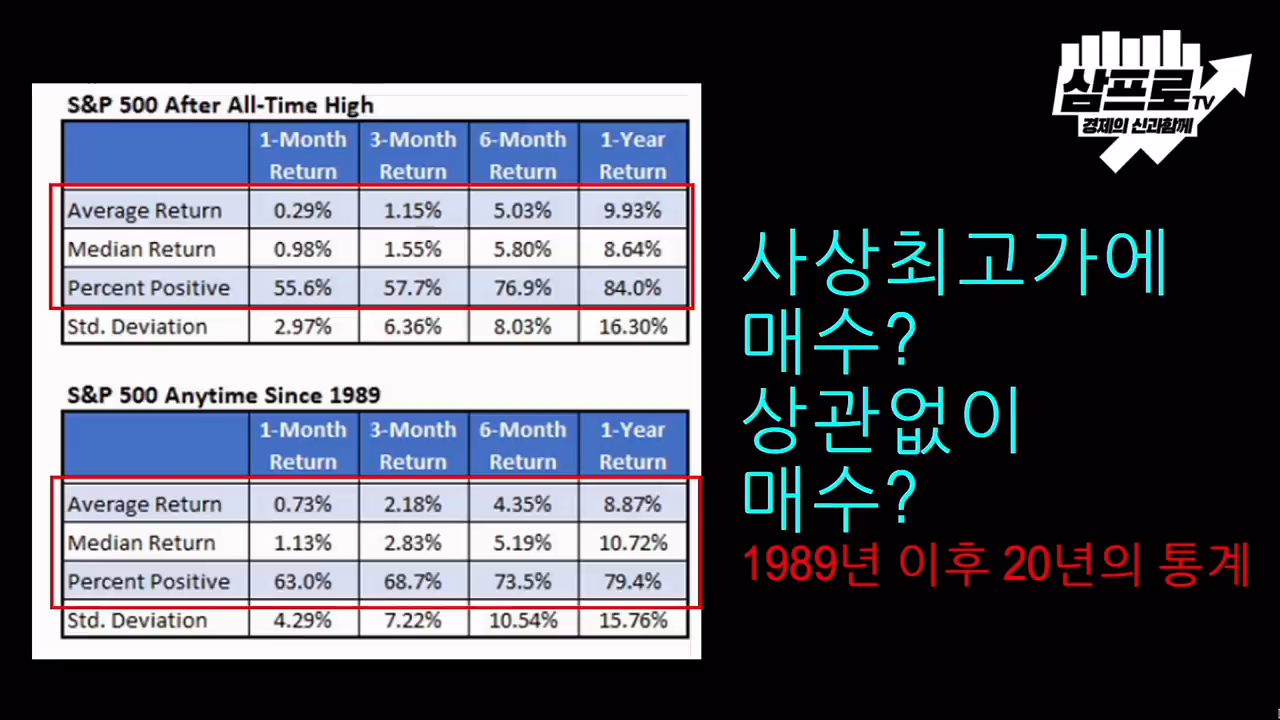 삼프로TV
경제의 신과함께
S&P 500 After All-Time High
1-Month Return 3-Month Return 6-Month Return 1-Year Return
Average Return 0.29% 1.15% 5.03% 9.93%
Median Return 0.98% 1.55% 5.80% 8.64%
Percent Positive 55.6% 57.7% 76.9% 84.0%
Std. Deviation 2.97% 6.36% 8.03% 16.30%
S&P 500 Anytime Since 1989
1-Month Return 3-Month Return 6-Month Return 1-Year Return
Average Return 0.73% 2.18% 4.35% 8.87%
Median Return 1.13% 2.83% 5.19% 10.72%
Percent Positive 63.0% 68.7% 73.5% 79.4%
Std. Deviation 4.29% 7.22% 10.54% 15.76%
사상최고가에
매수?
상관없이
매수?
1989년 이후 20년의 통계